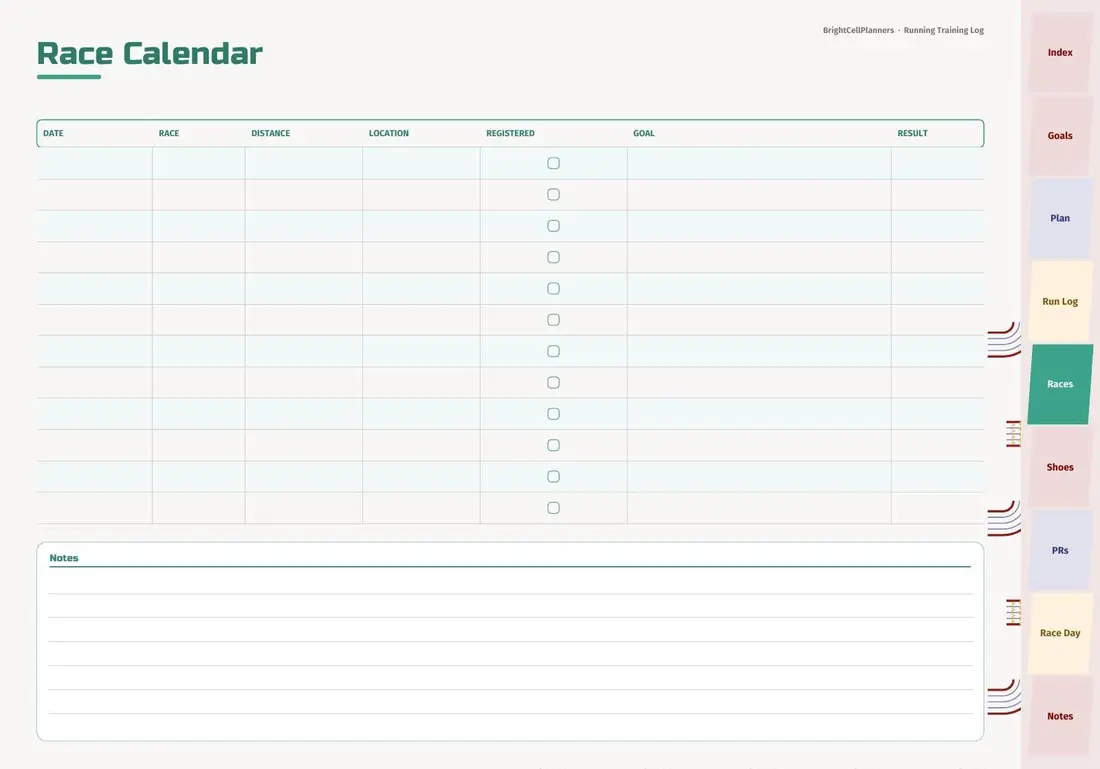 BrightCellPlanners · Running Training Log
Race Calendar
DATE RACE DISTANCE LOCATION REGISTERED GOAL RESULT
Notes
Index
Goals
Plan
Run Log
Races
Shoes
PRs
Race Day
Notes